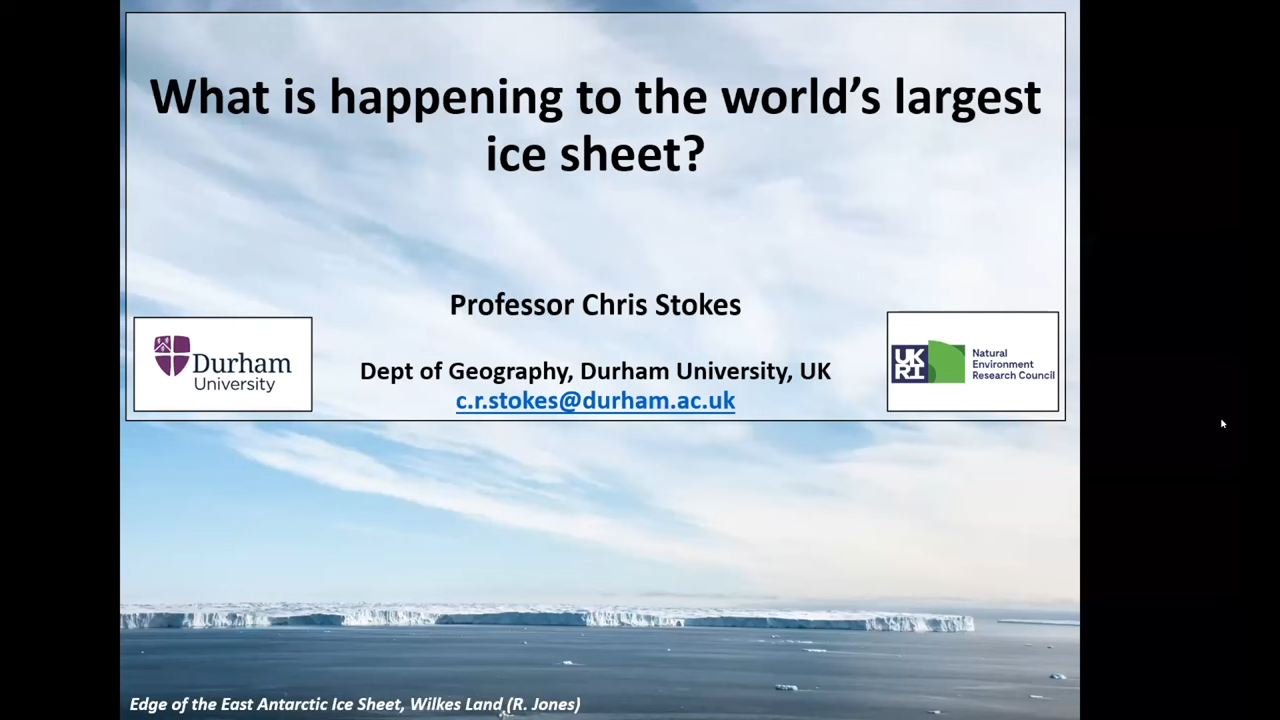 What is happening to the world’s largest
ice sheet?
Professor Chris Stokes
Durham
University
Dept of Geography, Durham University, UK
c.r.stokes@durham.ac.uk
UK
RI
Natural
Environment
Research Council
Edge of the East Antarctic Ice Sheet, Wilkes Land (R. Jones)